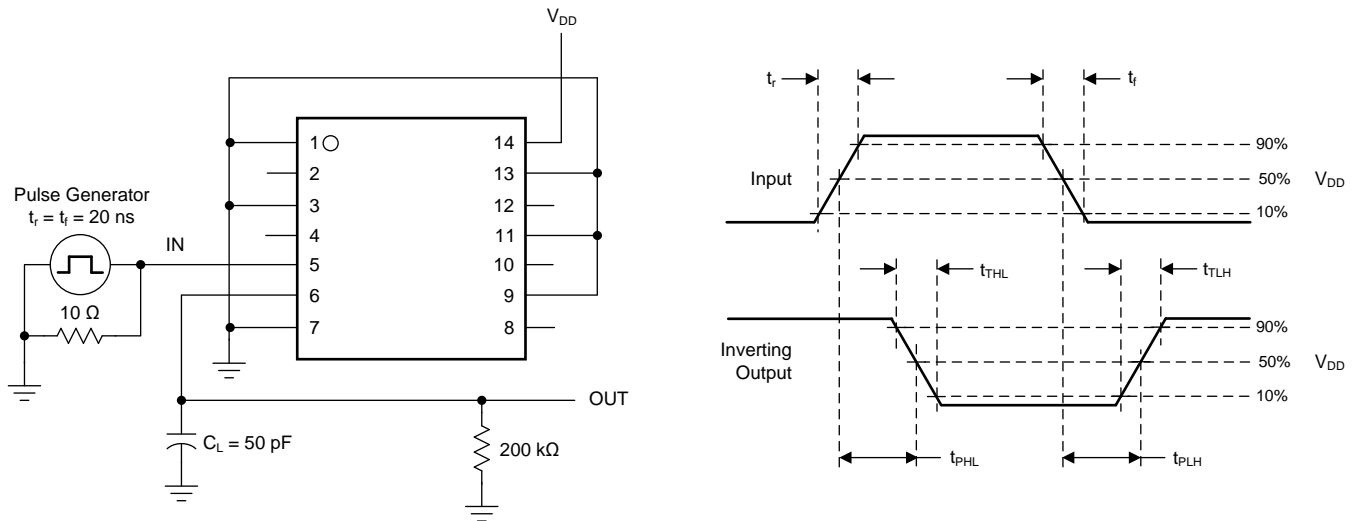 V_DD
1 14
2 13
3 12
4 11
5 10
6 9
7 8
Pulse Generator
t_r = t_f = 20 ns
IN
10 Ω
OUT
C_L = 50 pF
200 kΩ
t_r t_f
90%
Input 50% V_DD
10%
t_THL t_TLH
90%
Inverting
Output
50% V_DD
10%
t_PHL t_PLH